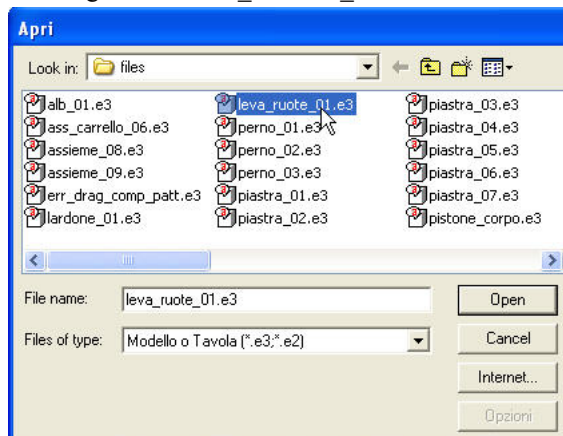 Apri
Look in: files
alb_01.e3
ass_carrello_06.e3
assieme_08.e3
assieme_09.e3
err_drag_comp_patt.e3
lardone_01.e3
leva_ruote_01.e3
perno_01.e3
perno_02.e3
perno_03.e3
piastra_01.e3
piastra_02.e3
piastra_03.e3
piastra_04.e3
piastra_05.e3
piastra_06.e3
piastra_07.e3
pistone_corpo.e3
File name: leva_ruote_01.e3 Open
Files of type: Modello o Tavola (*.e3;*.e2) Cancel
Internet...
Opzioni